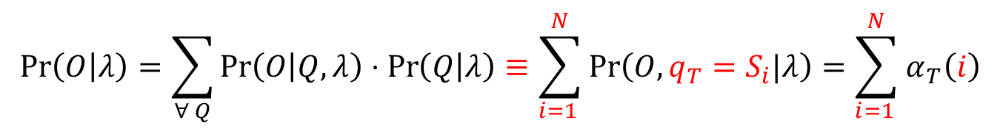 Pr(O|λ) = ∑_{∀ Q} Pr(O|Q, λ) · Pr(Q|λ) ≡ ∑_{i=1}^{N} Pr(O, q_T = S_i|λ) = ∑_{i=1}^{N} α_T(i)